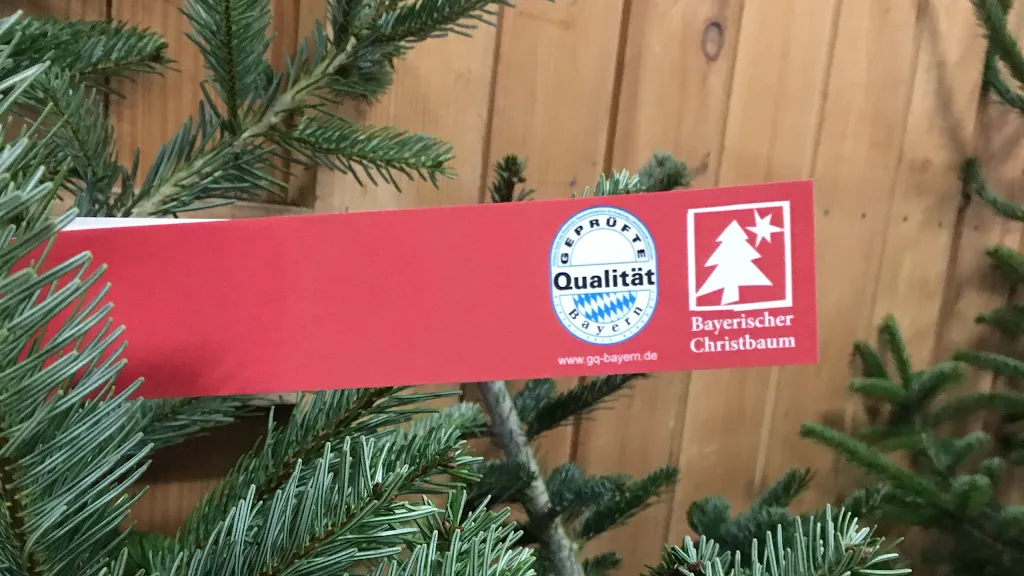 GEPRÜFTE
Qualität
Bayern
www.gq-bayern.de
Bayerischer
Christbaum